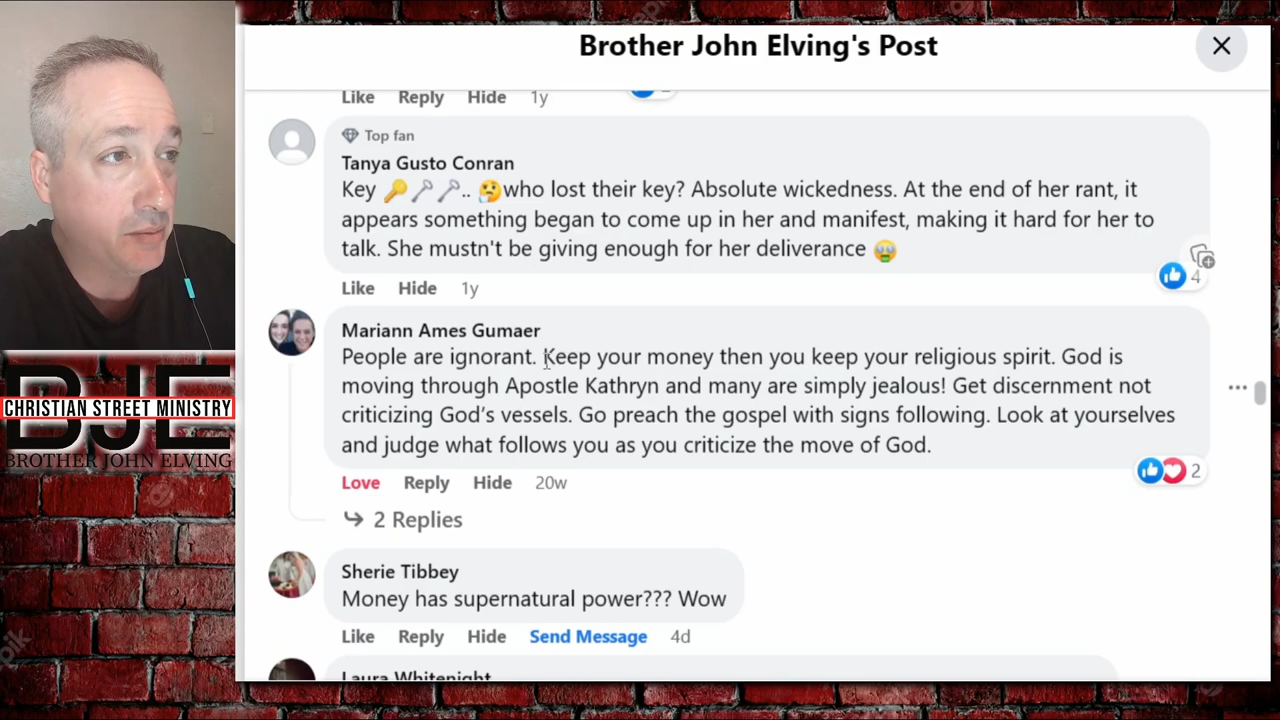 Brother John Elving's Post
Like Reply Hide 1y
Top fan
Tanya Gusto Conran
Key 🔑🗝🗝.. 🤔who lost their key? Absolute wickedness. At the end of her rant, it
appears something began to come up in her and manifest, making it hard for her to
talk. She mustn't be giving enough for her deliverance 🤑
4
Like Hide 1y
Mariann Ames Gumaer
People are ignorant. Keep your money then you keep your religious spirit. God is
moving through Apostle Kathryn and many are simply jealous! Get discernment not
criticizing God's vessels. Go preach the gospel with signs following. Look at yourselves
and judge what follows you as you criticize the move of God.
2
Love Reply Hide 20w
2 Replies
Sherie Tibbey
Money has supernatural power??? Wow
Like Reply Hide Send Message 4d
Laura Whitenight
BJE
CHRISTIAN STREET MINISTRY
BROTHER JOHN ELVING